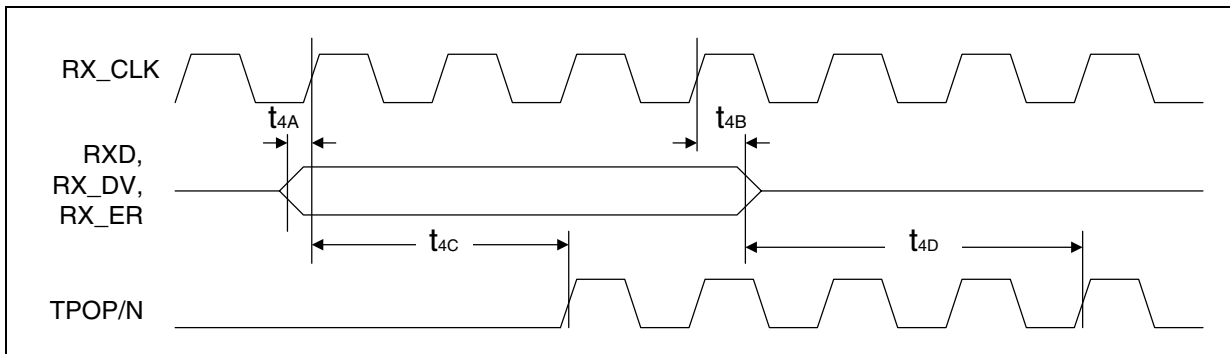 RX_CLK
t4A
t4B
RXD,
RX_DV,
RX_ER
t4C
t4D
TPOP/N